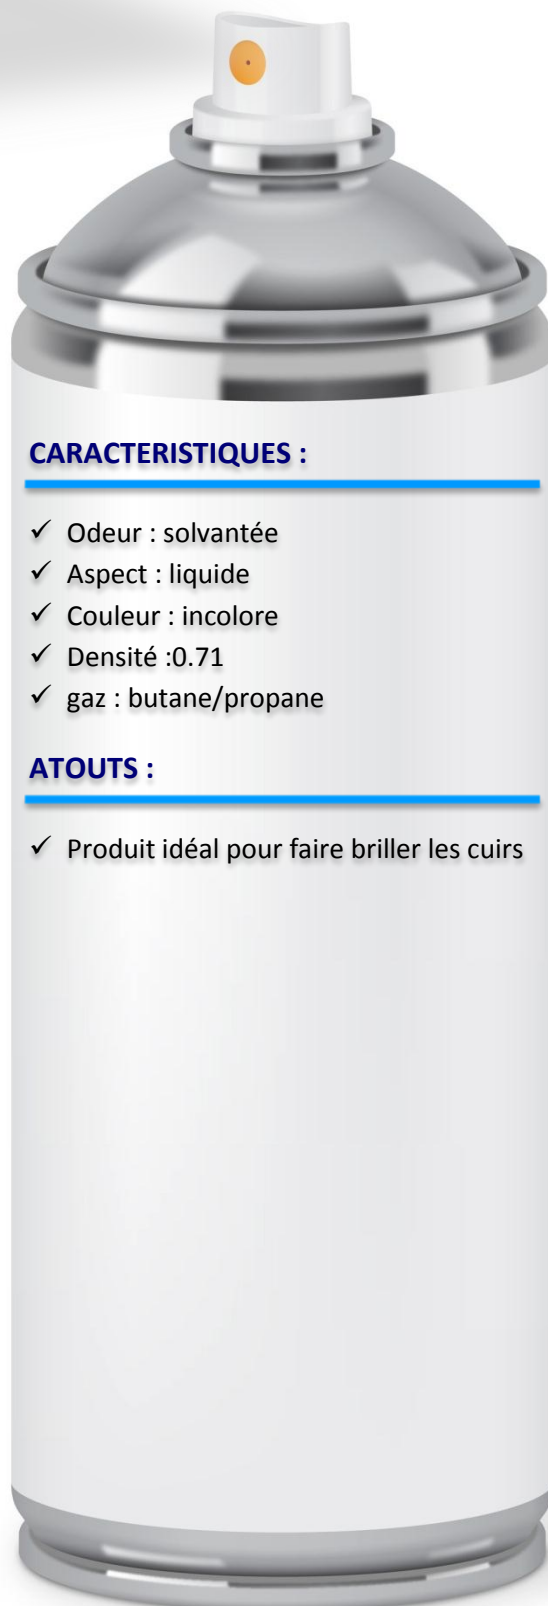 CARACTERISTIQUES :
✓ Odeur : solvantée
✓ Aspect : liquide
✓ Couleur : incolore
✓ Densité :0.71
✓ gaz : butane/propane
ATOUTS :
✓ Produit idéal pour faire briller les cuirs